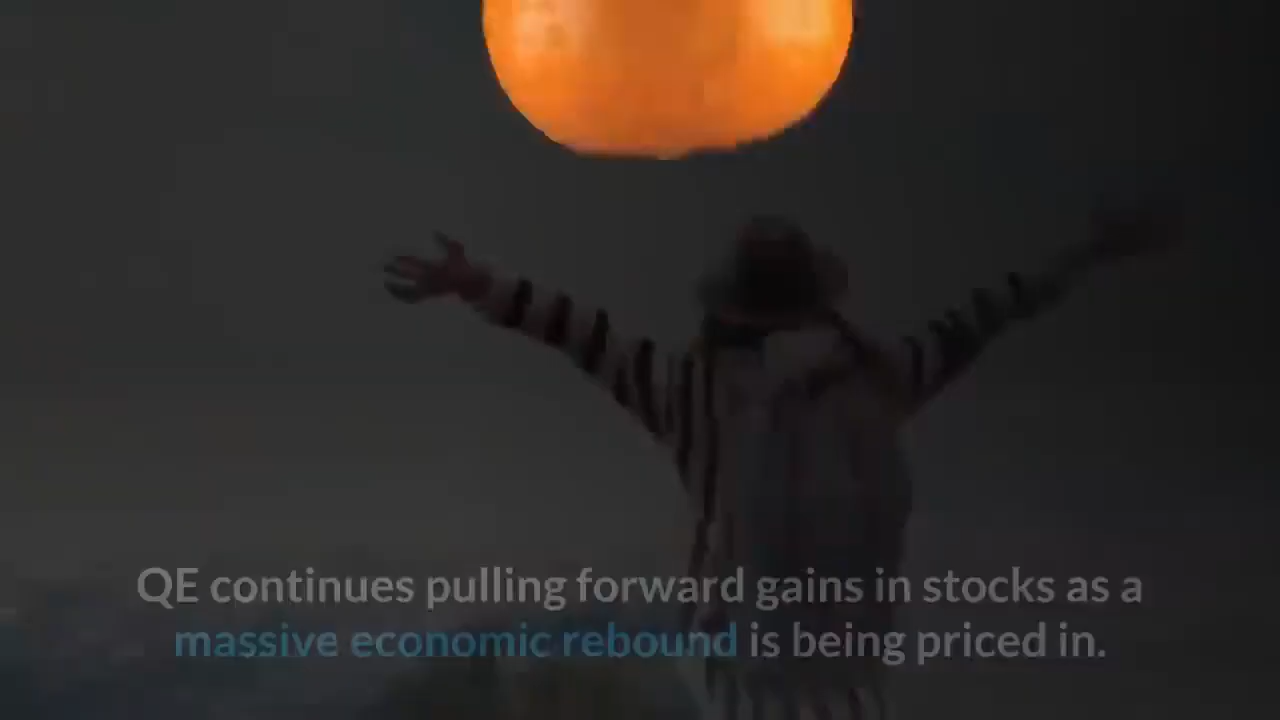 QE continues pulling forward gains in stocks as a
massive economic rebound is being priced in.